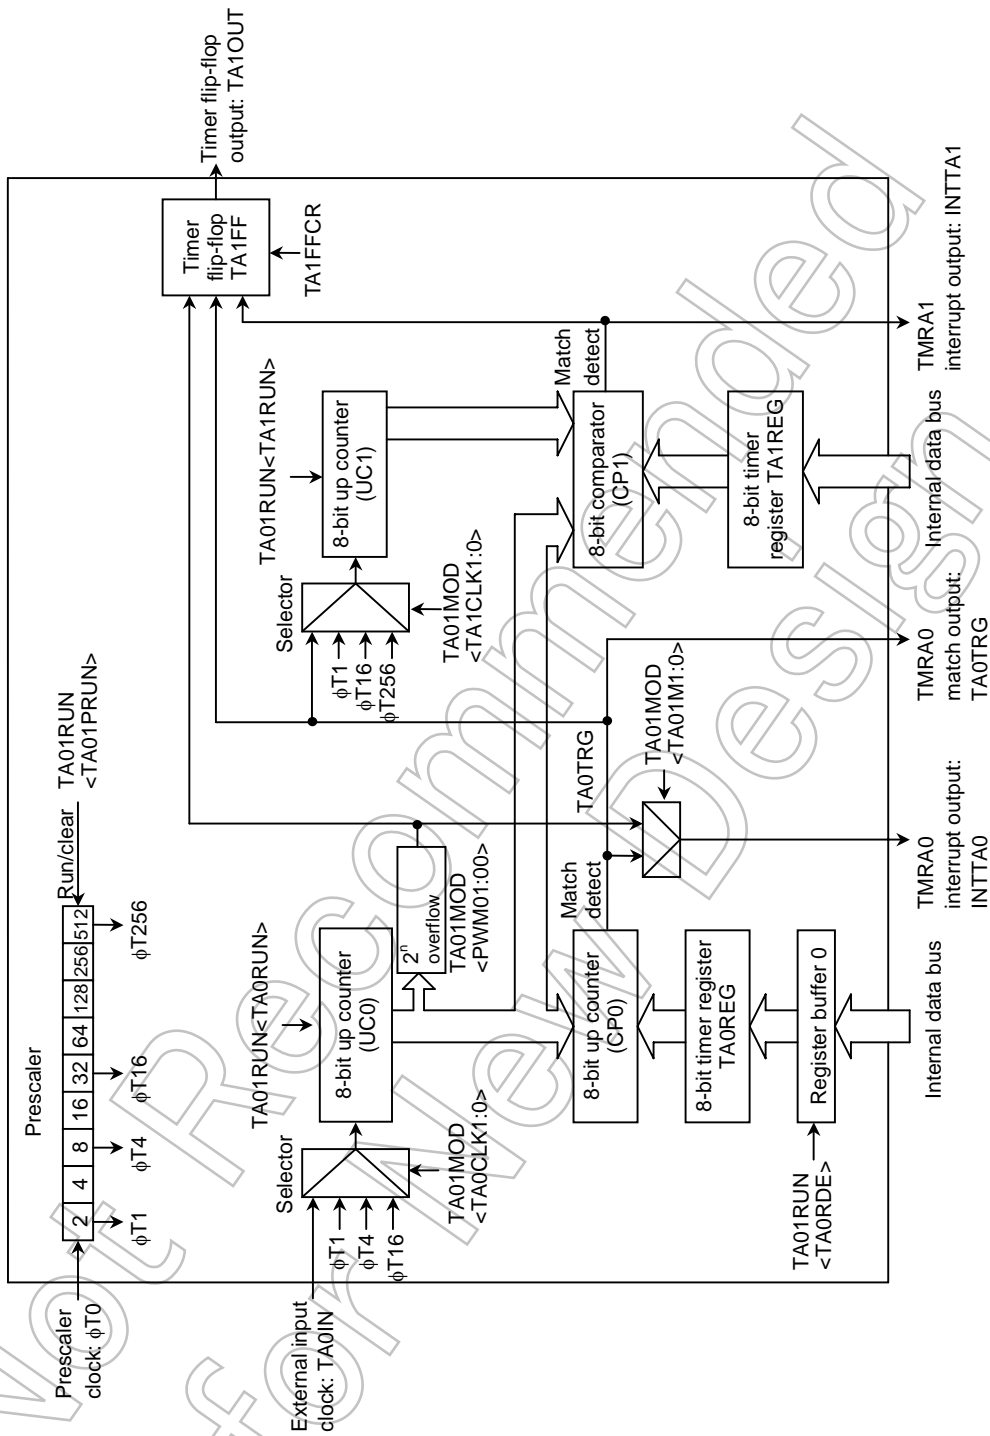 Prescaler
Prescaler
clock: ϕT0
2 4 8 16 32 64 128 256 512
Run/clear
TA01RUN
<TA01PRUN>
ϕT1
ϕT4
ϕT16
ϕT256
External input
clock: TA0IN
Selector
ϕT1
ϕT4
ϕT16
TA01MOD
<TA0CLK1:0>
TA01RUN<TA0RUN>
8-bit up counter
(UC0)
2n
overflow
TA01MOD
<PWM01:00>
Selector
ϕT1
ϕT16
ϕT256
TA01MOD
<TA1CLK1:0>
TA01RUN<TA1RUN>
8-bit up counter
(UC1)
Timer
flip-flop
TA1FF
TA1FFCR
Timer flip-flop
output: TA1OUT
8-bit up counter
(CP0)
Match
detect
TA0TRG
8-bit comparator
(CP1)
Match
detect
TA01MOD
<TA01M1:0>
8-bit timer register
TA0REG
8-bit timer
register TA1REG
TA01RUN
<TA0RDE>
Register buffer 0
Internal data bus
TMRA0
interrupt output:
INTTA0
TMRA0
match output:
TA0TRG
Internal data bus
TMRA1
interrupt output: INTTA1
Not Recommended
for New Design